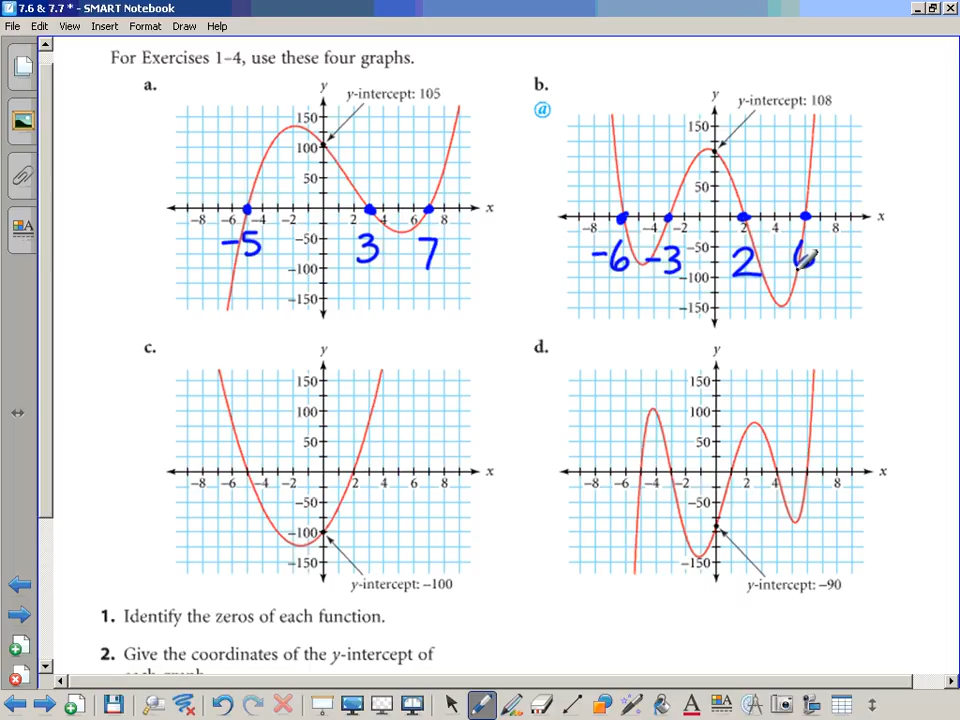 7.6 & 7.7 * - SMART Notebook
File Edit View Insert Format Draw Help
For Exercises 1–4, use these four graphs.
a.
y
y-intercept: 105
150
100
50
x
−8 −6 −4 −2 4 6 8
−5 3 7
−50
−100
−150
b.
@
y
y-intercept: 108
150
50
x
−8 −2 2 8
−6 −3 2 6
−50
−100
−150
c.
y
150
100
50
x
−8 −6 −4 −2 2 4 6 8
−50
−100
−150
y-intercept: −100
d.
y
150
100
50
x
−8 −6 −4 −2 2 4 8
−50
−150
y-intercept: −90
1. Identify the zeros of each function.
2. Give the coordinates of the y-intercept of